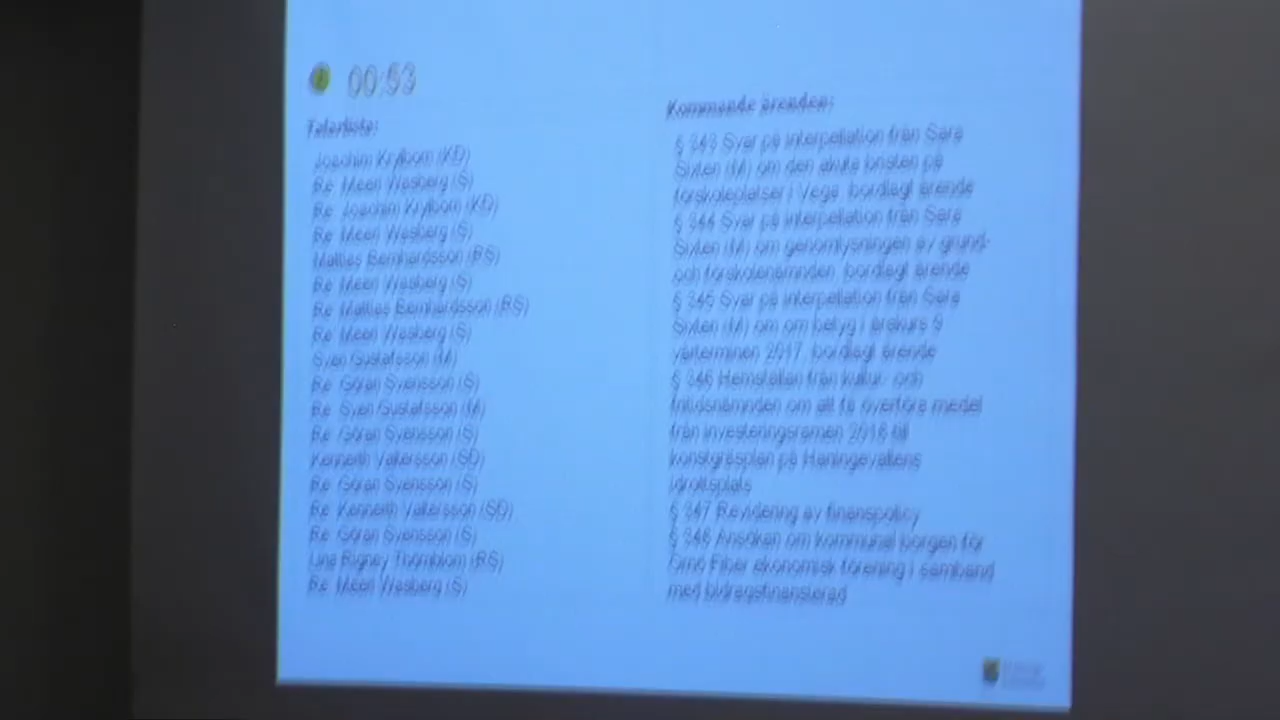 00:53
Talarlista:
Joachim Krylbom (KD)
Re: Meeri Wasberg (S)
Re: Joachim Krylbom (KD)
Re: Meeri Wasberg (S)
Mattias Bernhardsson (RS)
Re: Meeri Wasberg (S)
Re: Mattias Bernhardsson (RS)
Re: Meeri Wasberg (S)
Sven Gustafsson (M)
Re: Göran Svensson (S)
Re: Sven Gustafsson (M)
Re: Göran Svensson (S)
Kenneth Valtersson (SD)
Re: Göran Svensson (S)
Re: Kenneth Valtersson (SD)
Re: Göran Svensson (S)
Lina Rigney Thörnblom (RS)
Re: Meeri Wasberg (S)
Kommande ärenden:
§ 343 Svar på interpellation från Sara
Sixten (M) om den akuta bristen på
förskoleplatser i Vega, bordlagt ärende
§ 344 Svar på interpellation från Sara
Sixten (M) om genomlysningen av grund-
och förskolenämnden, bordlagt ärende
§ 345 Svar på interpellation från Sara
Sixten (M) om om betyg i årskurs 9
vårterminen 2017, bordlagt ärende
§ 346 Hemställan från kultur- och
fritidsnämnden om att få överföra medel
från investeringsramen 2018 till
konstgräsplan på Haningevallens
Idrottsplats
§ 347 Revidering av finanspolicy
§ 348 Ansökan om kommunal borgen för
Ornö Fiber ekonomisk förening i samband
med bidragsfinansierad